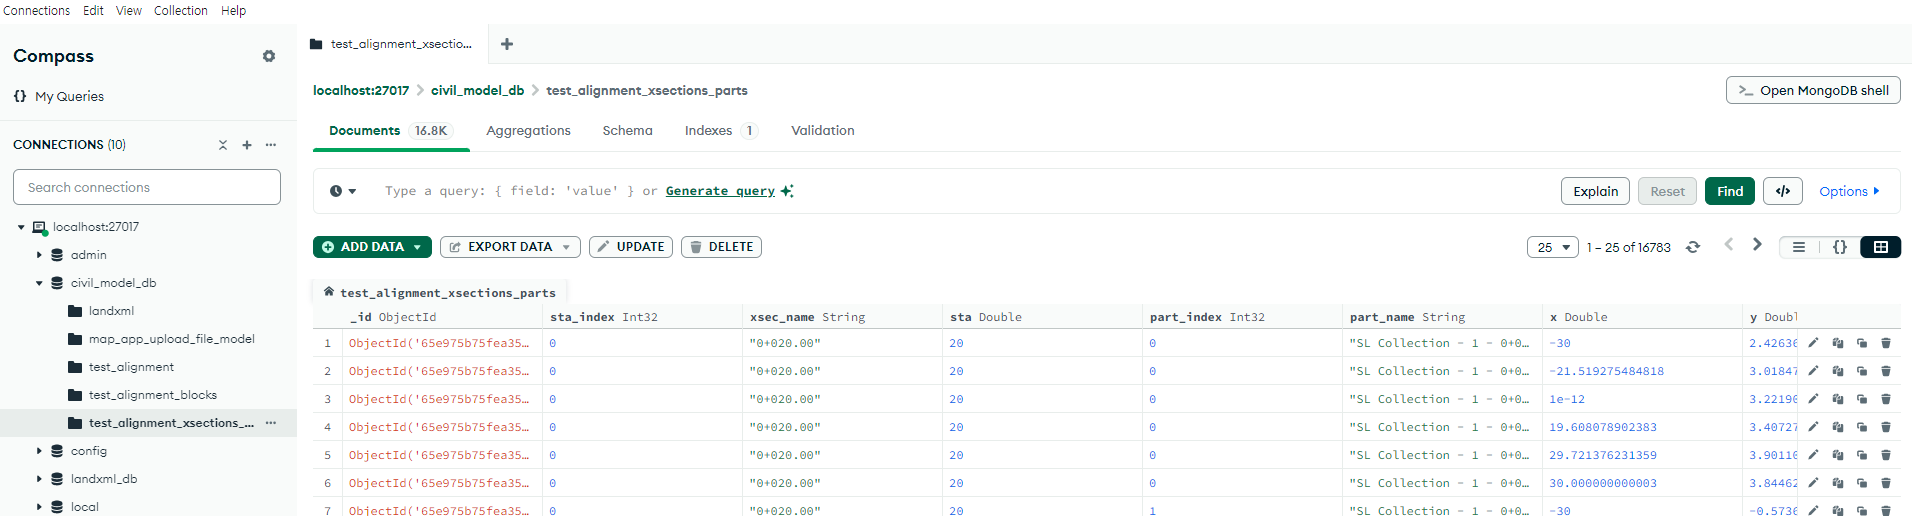 Connections Edit View Collection Help
Compass
My Queries
CONNECTIONS (10)
Search connections
localhost:27017
admin
civil_model_db
landxml
map_app_upload_file_model
test_alignment
test_alignment_blocks
test_alignment_xsections_...
config
landxml_db
local
test_alignment_xsectio...
localhost:27017 civil_model_db test_alignment_xsections_parts
Open MongoDB shell
Documents 16.8K Aggregations Schema Indexes 1 Validation
Type a query: { field: 'value' } or Generate query
Explain Reset Find </> Options
ADD DATA EXPORT DATA UPDATE DELETE
25 1 – 25 of 16783 {}
test_alignment_xsections_parts
_id ObjectId sta_index Int32 xsec_name String sta Double part_index Int32 part_name String x Double y Doubl
1 ObjectId('65e975b75fea35… 0 "0+020.00" 20 0 "SL Collection - 1 - 0+0… -30 2.42636
2 ObjectId('65e975b75fea35… 0 "0+020.00" 20 0 "SL Collection - 1 - 0+0… -21.519275484818 3.01847
3 ObjectId('65e975b75fea35… 0 "0+020.00" 20 0 "SL Collection - 1 - 0+0… 1e-12 3.22190
4 ObjectId('65e975b75fea35… 0 "0+020.00" 20 0 "SL Collection - 1 - 0+0… 19.608078902383 3.40727
5 ObjectId('65e975b75fea35… 0 "0+020.00" 20 0 "SL Collection - 1 - 0+0… 29.721376231359 3.90110
6 ObjectId('65e975b75fea35… 0 "0+020.00" 20 0 "SL Collection - 1 - 0+0… 30.000000000003 3.84462
7 ObjectId('65e975b75fea35… 0 "0+020.00" 20 1 "SL Collection - 1 - 0+0… -30 -0.5736